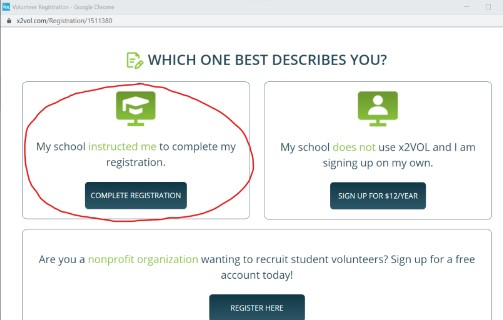 Volunteer Registration - Google Chrome
x2vol.com/Registration/1511380
WHICH ONE BEST DESCRIBES YOU?
My school instructed me to complete my
registration.
COMPLETE REGISTRATION
My school does not use x2VOL and I am
signing up on my own.
SIGN UP FOR $12/YEAR
Are you a nonprofit organization wanting to recruit student volunteers? Sign up for a free
account today!
REGISTER HERE